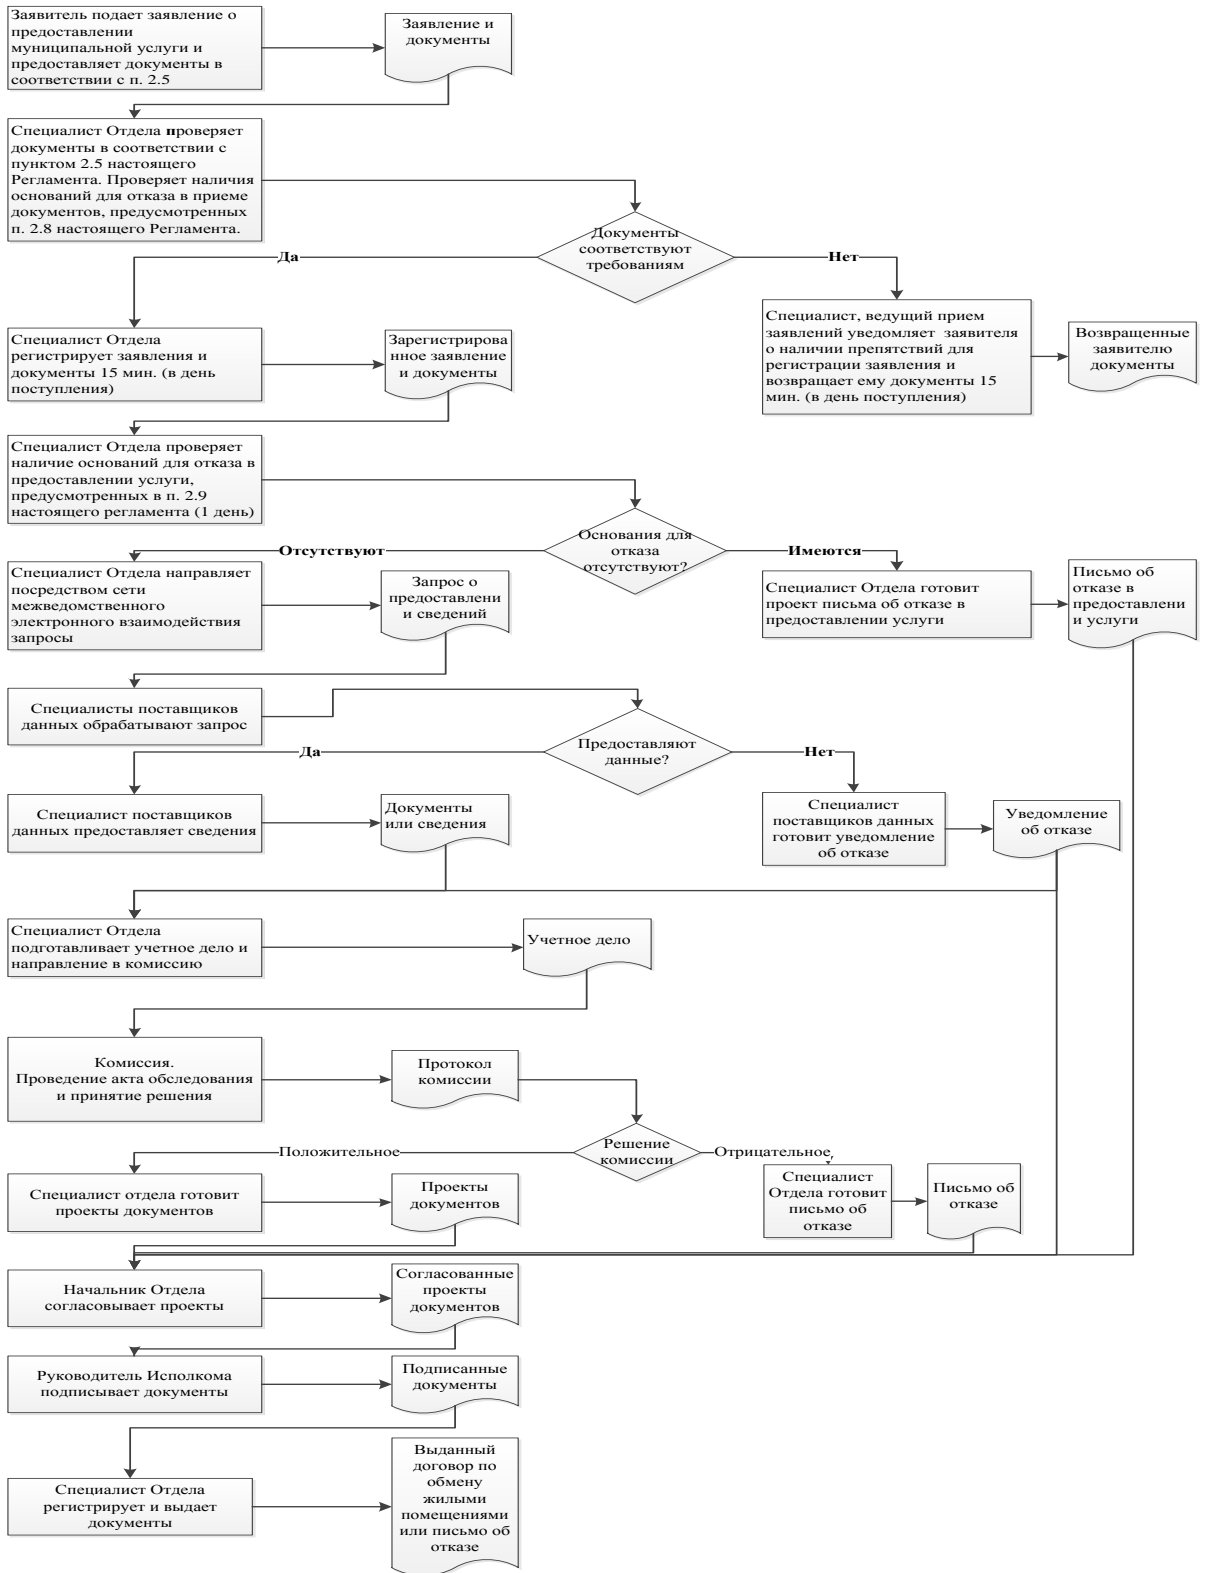 Заявитель подает заявление о
предоставлении
муниципальной услуги и
предоставляет документы в
соответствии с п. 2.5
Заявление и
документы
Специалист Отдела проверяет
документы в соответствии с
пунктом 2.5 настоящего
Регламента. Проверяет наличия
оснований для отказа в приеме
документов, предусмотренных
п. 2.8 настоящего Регламента.
Документы
соответствуют
требованиям
Да
Нет
Специалист Отдела
регистрирует заявления и
документы 15 мин. (в день
поступления)
Зарегистрирова
нное заявление
и документы
Специалист, ведущий прием
заявлений уведомляет заявителя
о наличии препятствий для
регистрации заявления и
возвращает ему документы 15
мин. (в день поступления)
Возвращенные
заявителю
документы
Специалист Отдела проверяет
наличие оснований для отказа в
предоставлении услуги,
предусмотренных в п. 2.9
настоящего регламента (1 день)
Основания для
отказа
отсутствуют?
Отсутствуют
Имеются
Специалист Отдела направляет
посредством сети
межведомственного
электронного взаимодействия
запросы
Запрос о
предоставлени
и сведений
Специалист Отдела готовит
проект письма об отказе в
предоставлении услуги
Письмо об
отказе в
предоставлени
и услуги
Специалисты поставщиков
данных обрабатывают запрос
Предоставляют
данные?
Да
Нет
Специалист поставщиков
данных предоставляет сведения
Документы
или сведения
Специалист
поставщиков данных
готовит уведомление
об отказе
Уведомление
об отказе
Специалист Отдела
подготавливает учетное дело и
направление в комиссию
Учетное дело
Комиссия.
Проведение акта обследования
и принятие решения
Протокол
комиссии
Решение
комиссии
Положительное
Отрицательное
Специалист отдела готовит
проекты документов
Проекты
документов
Специалист
Отдела готовит
письмо об
отказе
Письмо об
отказе
Начальник Отдела
согласовывает проекты
Согласованные
проекты
документов
Руководитель Исполкома
подписывает документы
Подписанные
документы
Специалист Отдела
регистрирует и выдает
документы
Выданный
договор по
обмену
жилыми
помещениями
или письмо об
отказе